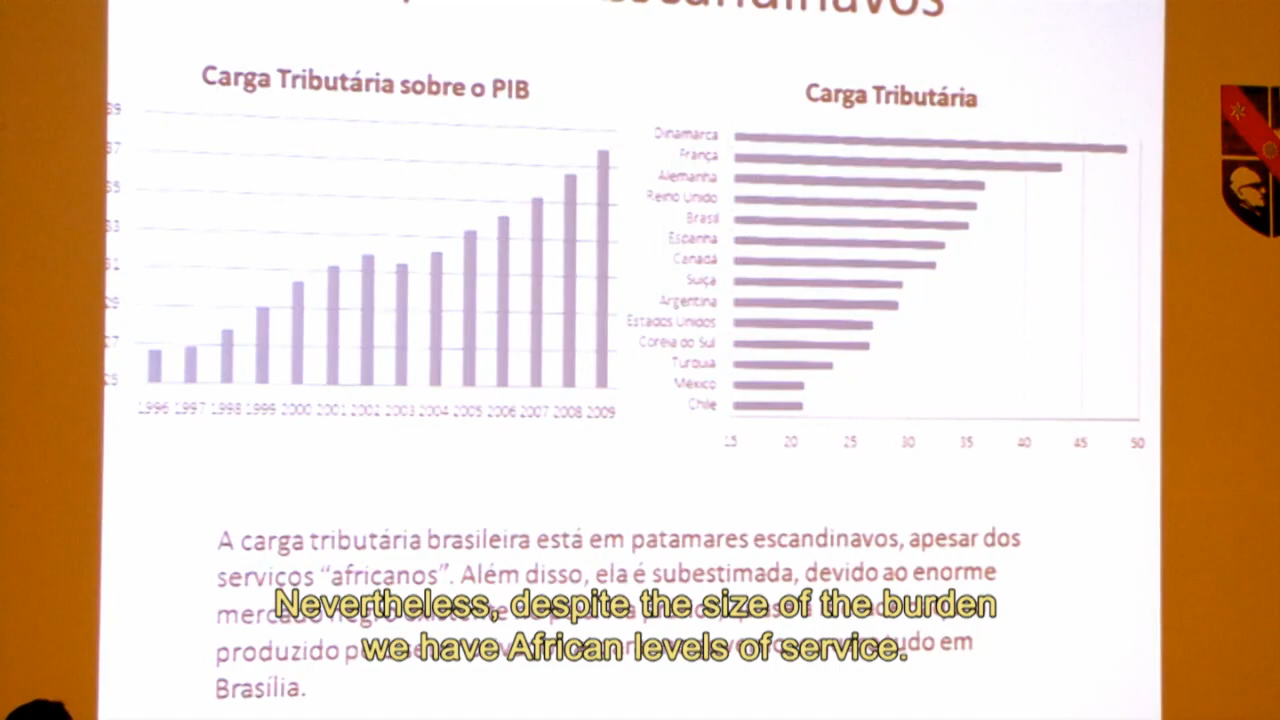 Carga Tributária sobre o PIB
1996 1997 1998 1999 2000 2001 2002 2003 2004 2005 2006 2007 2008 2009
Carga Tributária
Dinamarca
França
Alemanha
Reino Unido
Brasil
Espanha
Canadá
Suíça
Argentina
Estados Unidos
Coreia do Sul
Turquia
México
Chile
15 20 25 30 35 40 45 50
A carga tributária brasileira está em patamares escandinavos, apesar dos
serviços "africanos". Além disso, ela é subestimada, devido ao enorme
produzido
tudo em
Brasília.
Nevertheless, despite the size of the burden
we have African levels of service.